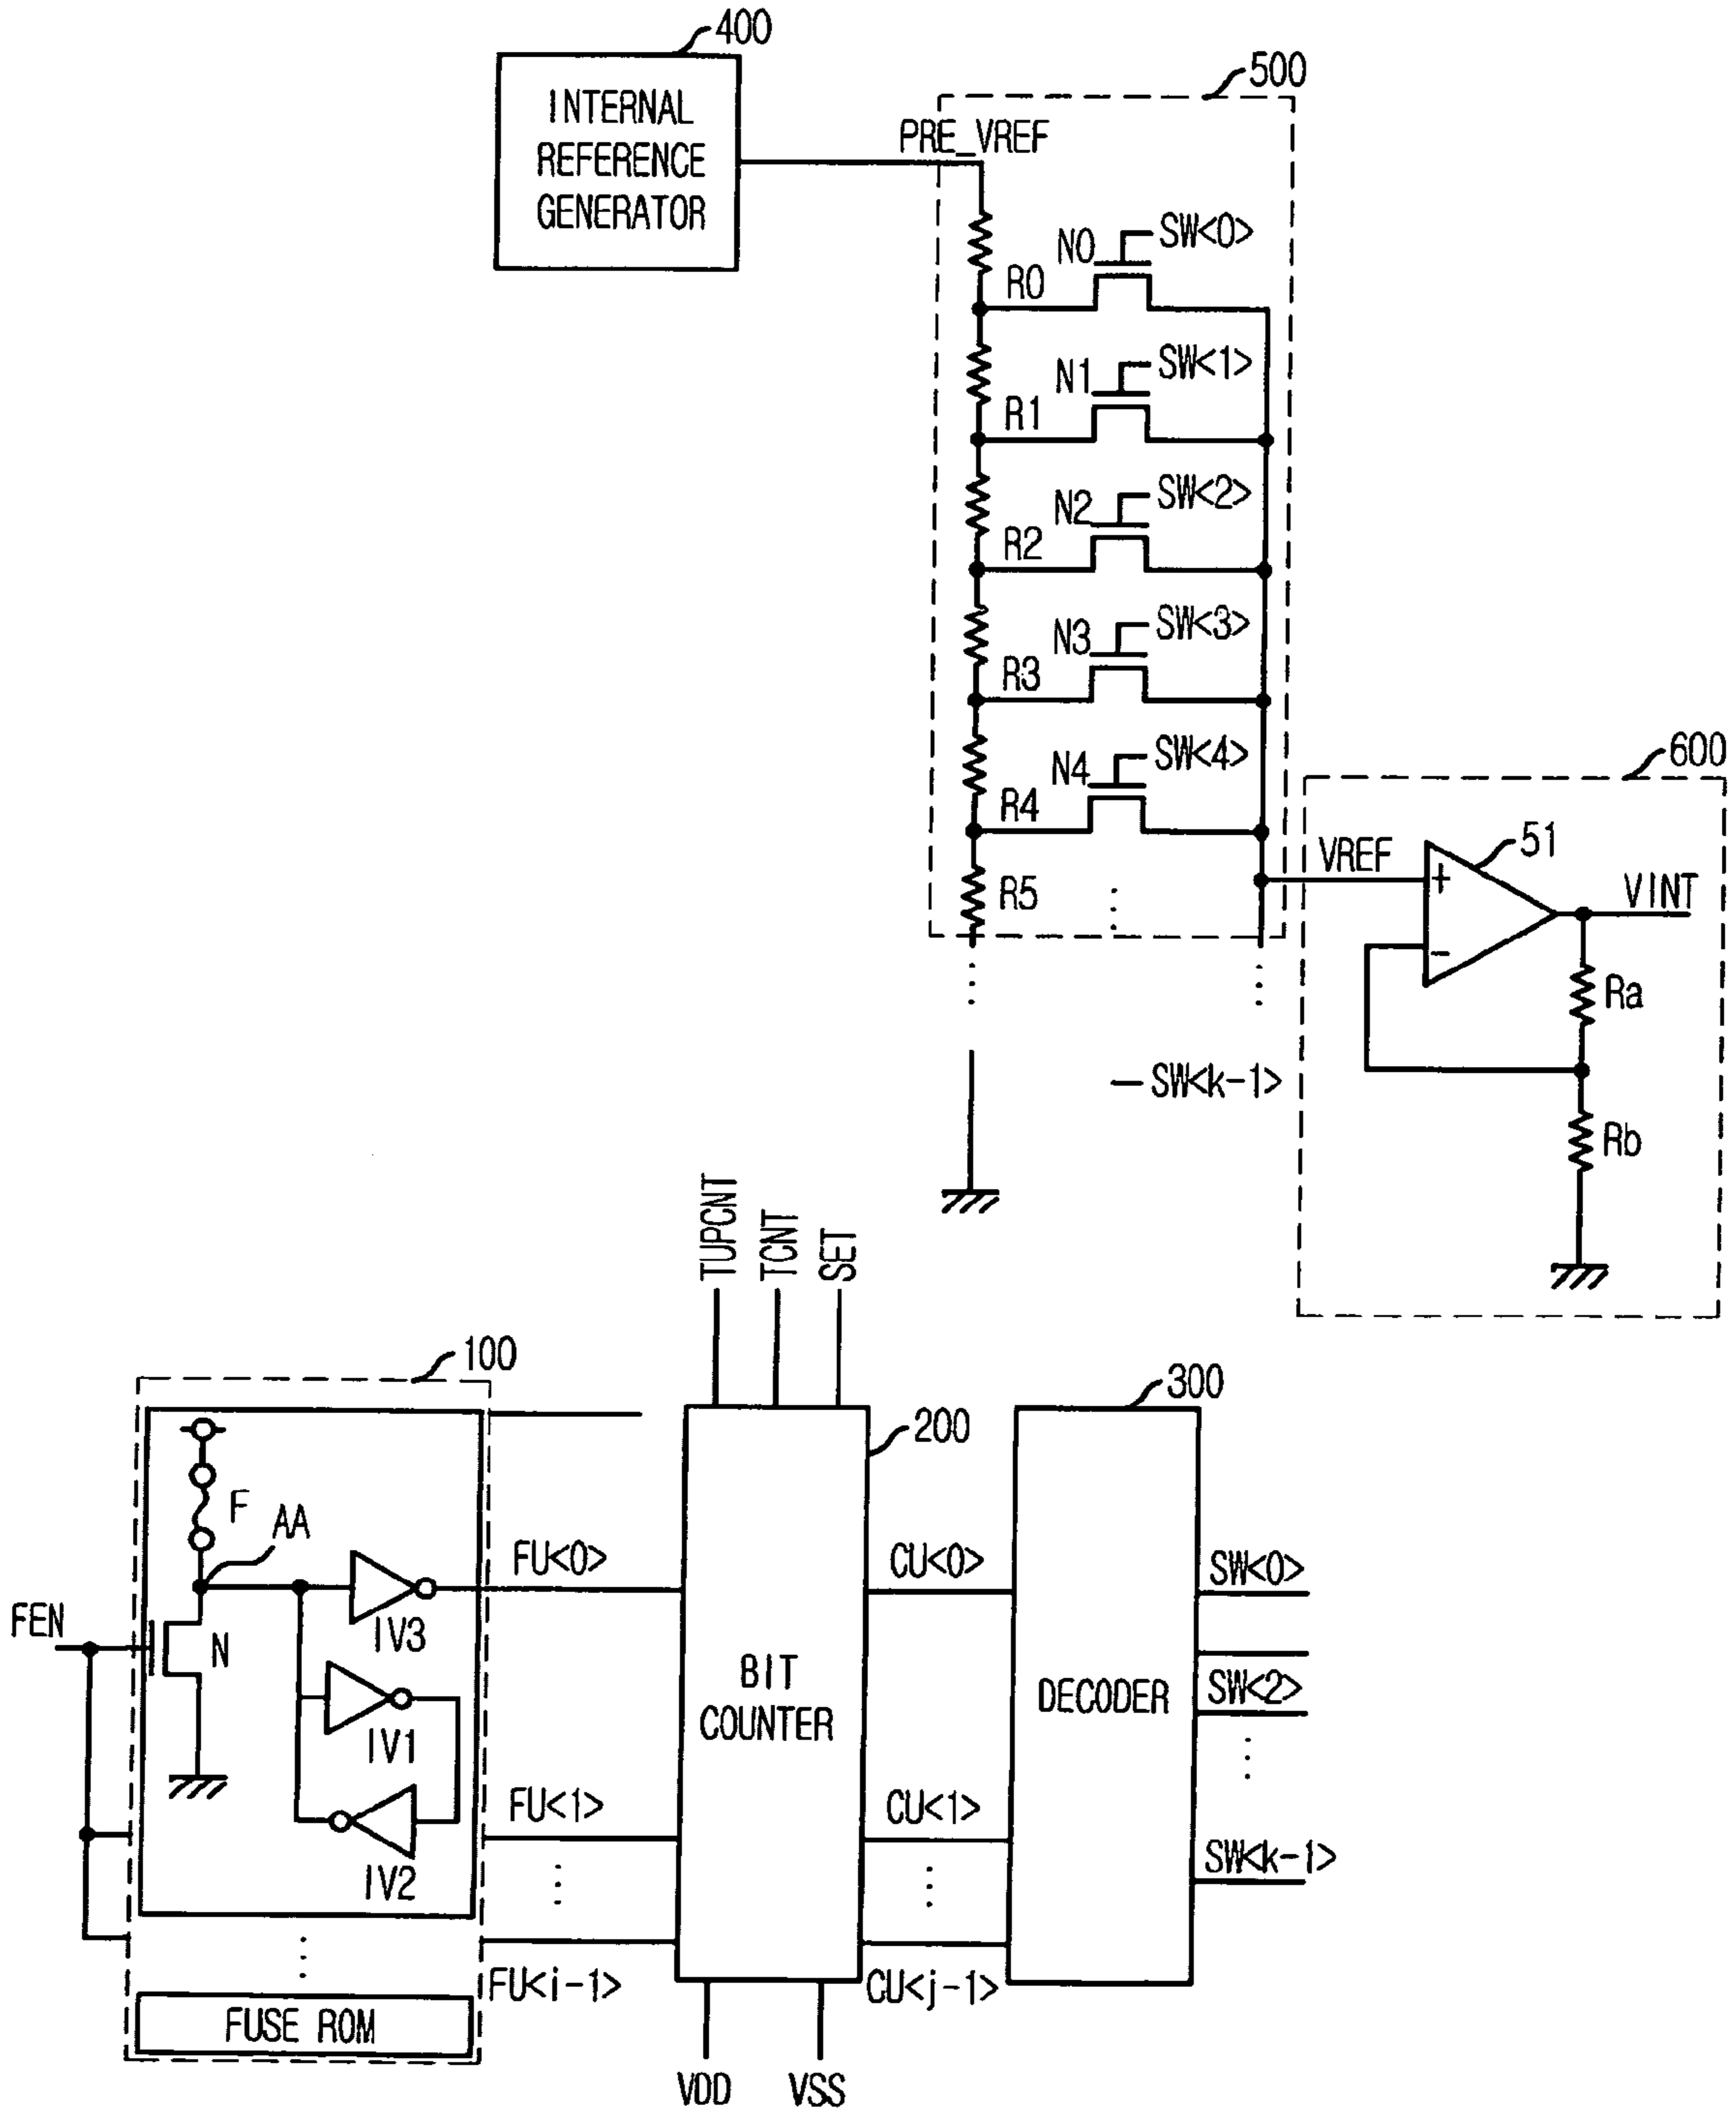 400
INTERNAL
REFERENCE
GENERATOR
500
PRE_VREF
R0
N0
SW<0>
R1
N1
SW<1>
R2
N2
SW<2>
R3
N3
SW<3>
R4
N4
SW<4>
R5
SW<k-1>
600
VREF
+
-
51
VINT
Ra
Rb
TUPCNT
TCNT
SET
100
F
AA
FEN
N
IV3
IV1
IV2
FUSE ROM
FU<0>
FU<1>
FU<i-1>
200
BIT
COUNTER
VDD
VSS
CU<0>
CU<1>
CU<j-1>
300
DECODER
SW<0>
SW<2>
SW<k-1>